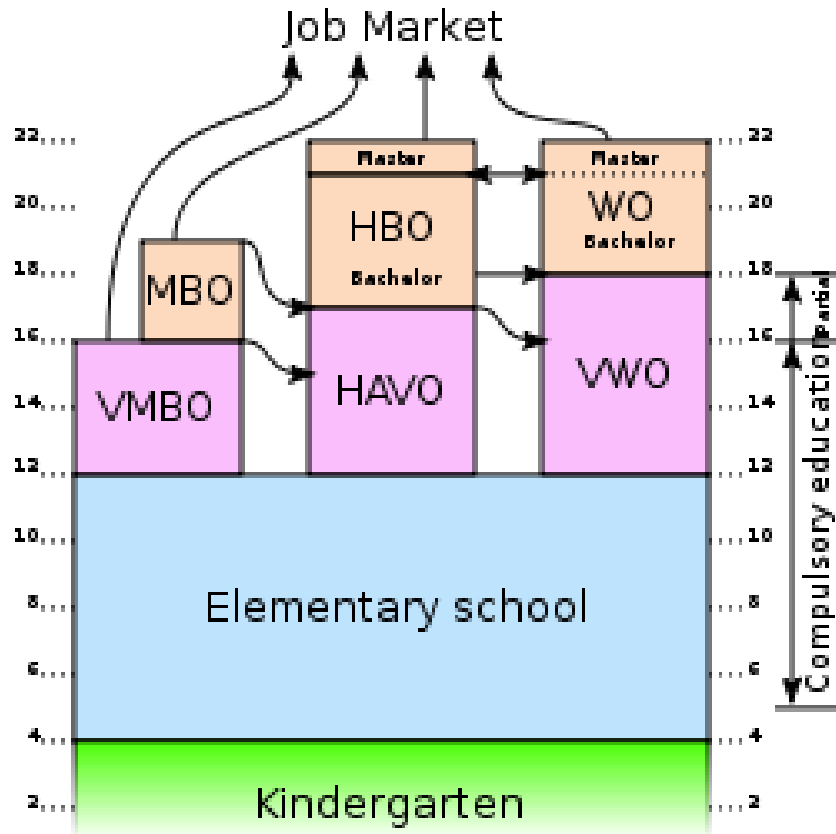 Job Market
22.... ....22
Master Master
20.... ....20
HBO WO
Bachelor
18.... ....18
MBO Bachelor
Partial
16.... ....16
VMBO HAVO VWO
14.... ....14
12.... ....12
10.... ....10
Elementary school
8.... ....8
Compulsory education
6.... ....6
4.... ....4
Kindergarten
2.... ....2